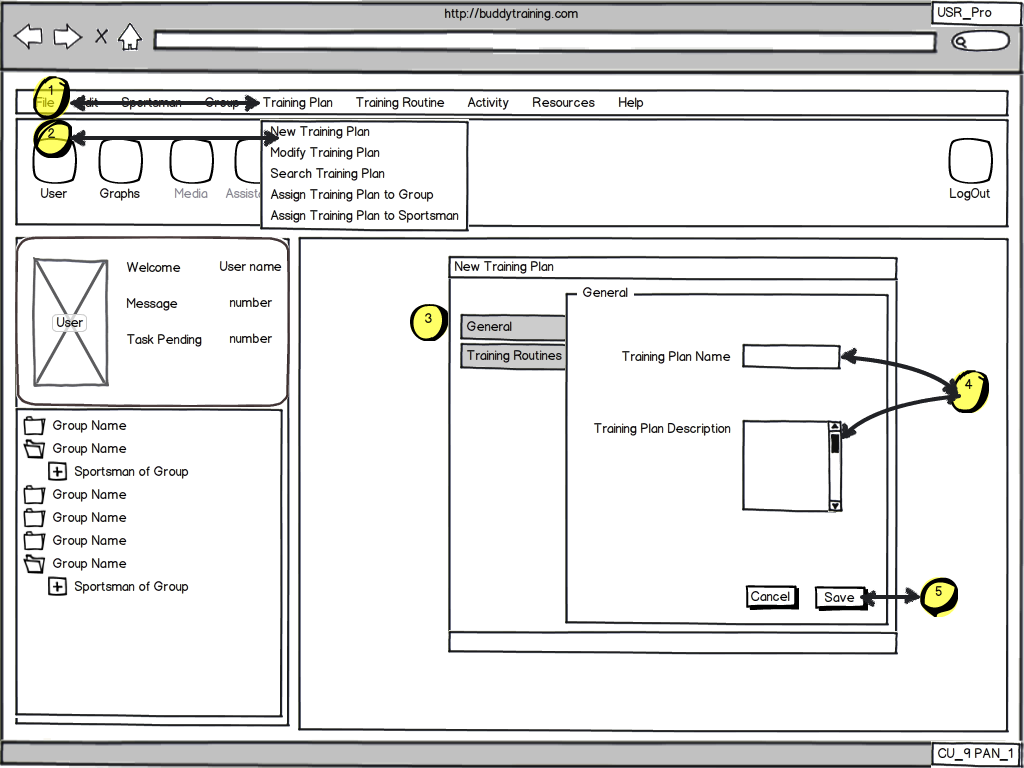 http://buddytraining.com
USR_Pro
1
File Edit Sportsman Group Training Plan Training Routine Activity Resources Help
2
New Training Plan
Modify Training Plan
Search Training Plan
Assign Training Plan to Group
Assign Training Plan to Sportsman
User Graphs Media LogOut
Welcome User name
Message number
User
Task Pending number
Group Name
Group Name
Sportsman of Group
Group Name
Group Name
Group Name
Group Name
Sportsman of Group
New Training Plan
General
3
General
Training Routines
Training Plan Name
4
Training Plan Description
Cancel Save
5
CU_9 PAN_1